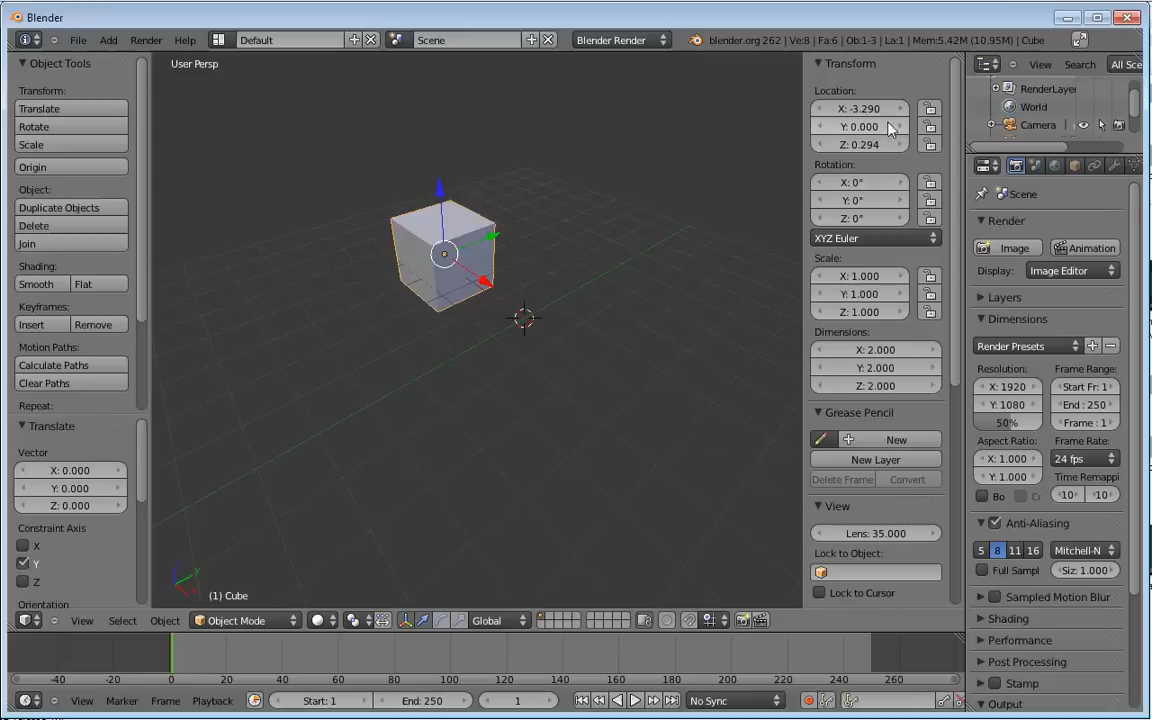 Blender
File Add Render Help Default Scene Blender Render blender.org 262 | Ve:8 | Fa:6 | Ob:1-3 | La:1 | Mem:5.42M (10.95M) | Cube
Object Tools
Transform:
Translate
Rotate
Scale
Origin
Object:
Duplicate Objects
Delete
Join
Shading:
Smooth Flat
Keyframes:
Insert Remove
Motion Paths:
Calculate Paths
Clear Paths
Repeat:
Translate
Vector
X: 0.000
Y: 0.000
Z: 0.000
Constraint Axis
X
Y
Z
Orientation
User Persp
(1) Cube
Transform
Location:
X: -3.290
Y: 0.000
Z: 0.294
Rotation:
X: 0°
Y: 0°
Z: 0°
XYZ Euler
Scale:
X: 1.000
Y: 1.000
Z: 1.000
Dimensions:
X: 2.000
Y: 2.000
Z: 2.000
Grease Pencil
New
New Layer
Delete Frame Convert
View
Lens: 35.000
Lock to Object:
Lock to Cursor
View Search All Sce
RenderLayer
World
Camera
Scene
Render
Image Animation
Display: Image Editor
Layers
Dimensions
Render Presets
Resolution: Frame Range:
X: 1920 Start Fr: 1
Y: 1080 End : 250
50% Frame : 1
Aspect Ratio: Frame Rate:
X: 1.000 24 fps
Y: 1.000 Time Remappi
Bo Cr 10 10
Anti-Aliasing
5 8 11 16 Mitchell-N
Full Sampl Siz: 1.000
Sampled Motion Blur
Shading
Performance
Post Processing
Stamp
Output
View Select Object Object Mode Global
-40 -20 0 20 40 60 80 100 120 140 160 180 200 220 240 260
View Marker Frame Playback Start: 1 End: 250 1 No Sync